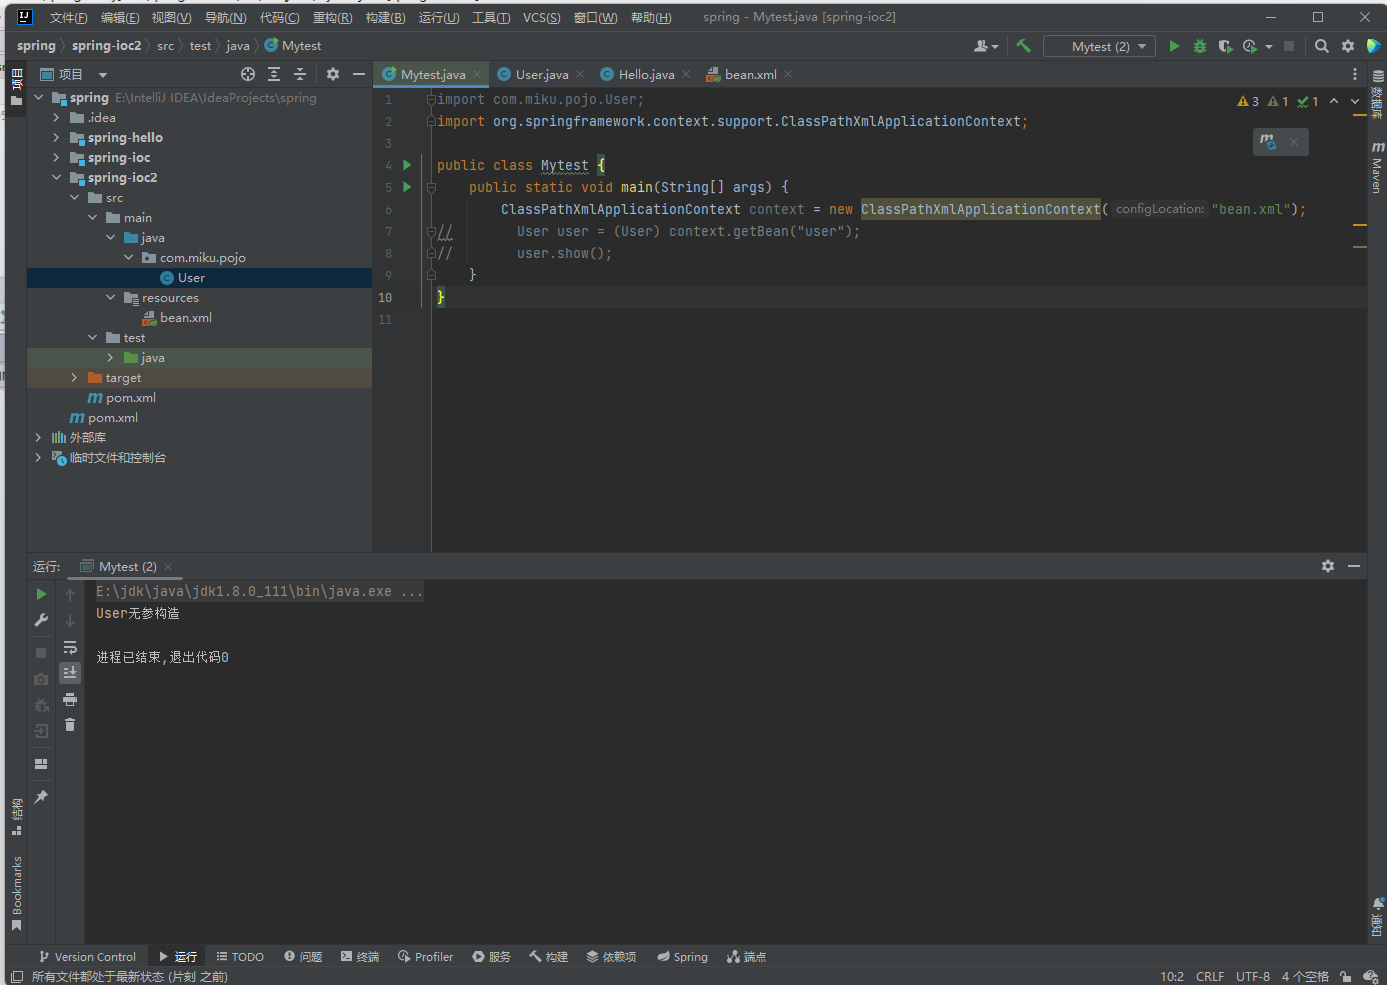 文件(F) 编辑(E) 视图(V) 导航(N) 代码(C) 重构(R) 构建(B) 运行(U) 工具(T) VCS(S) 窗口(W) 帮助(H) spring - Mytest.java [spring-ioc2]
spring spring-ioc2 src test java Mytest Mytest (2)
项目
项目
Mytest.java User.java Hello.java bean.xml
spring E:\IntelliJ IDEA\IdeaProjects\spring
.idea
spring-hello
spring-ioc
spring-ioc2
src
main
java
com.miku.pojo
User
resources
bean.xml
test
java
target
pom.xml
pom.xml
外部库
临时文件和控制台
3 1 1
1 import com.miku.pojo.User;
2 import org.springframework.context.support.ClassPathXmlApplicationContext;
3
4 public class Mytest {
5 public static void main(String[] args) {
6 ClassPathXmlApplicationContext context = new ClassPathXmlApplicationContext( configLocation: "bean.xml");
7 // User user = (User) context.getBean("user");
8 // user.show();
9 }
10 }
11
数据库
Maven
通知
运行: Mytest (2)
E:\jdk\java\jdk1.8.0_111\bin\java.exe ...
User无参构造
进程已结束,退出代码0
结构
Bookmarks
Version Control 运行 TODO 问题 终端 Profiler 服务 构建 依赖项 Spring 端点
所有文件都处于最新状态 (片刻 之前) 10:2 CRLF UTF-8 4 个空格